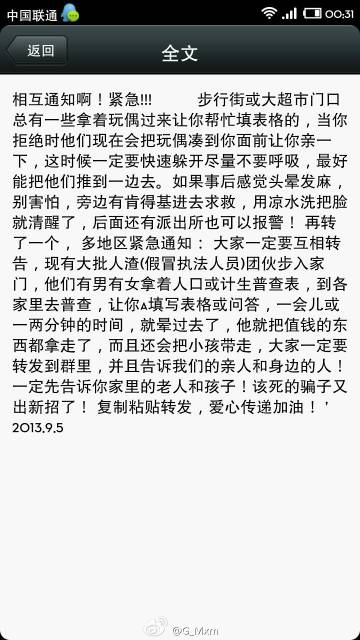 中国联通 00:31
返回
全文
相互通知啊！紧急!!! 步行街或大超市门口
总有一些拿着玩偶过来让你帮忙填表格的，当你
拒绝时他们现在会把玩偶凑到你面前让你亲一
下，这时候一定要快速躲开尽量不要呼吸，最好
能把他们推到一边去。如果事后感觉头晕发麻，
别害怕，旁边有肯得基进去求救，用凉水洗把脸
就清醒了，后面还有派出所也可以报警！ 再转
了一个， 多地区紧急通知： 大家一定要互相转
告，现有大批人渣(假冒执法人员)团伙步入家
门，他们有男有女拿着人口或计生普查表，到各
家里去普查，让你∧填写表格或问答，一会儿或
一两分钟的时间，就晕过去了，他就把值钱的东
西都拿走了，而且还会把小孩带走，大家一定要
转发到群里，并且告诉我们的亲人和身边的人！
一定先告诉你家里的老人和孩子！该死的骗子又
出新招了！ 复制粘贴转发，爱心传递加油！ '
2013.9.5
@G_Mxm